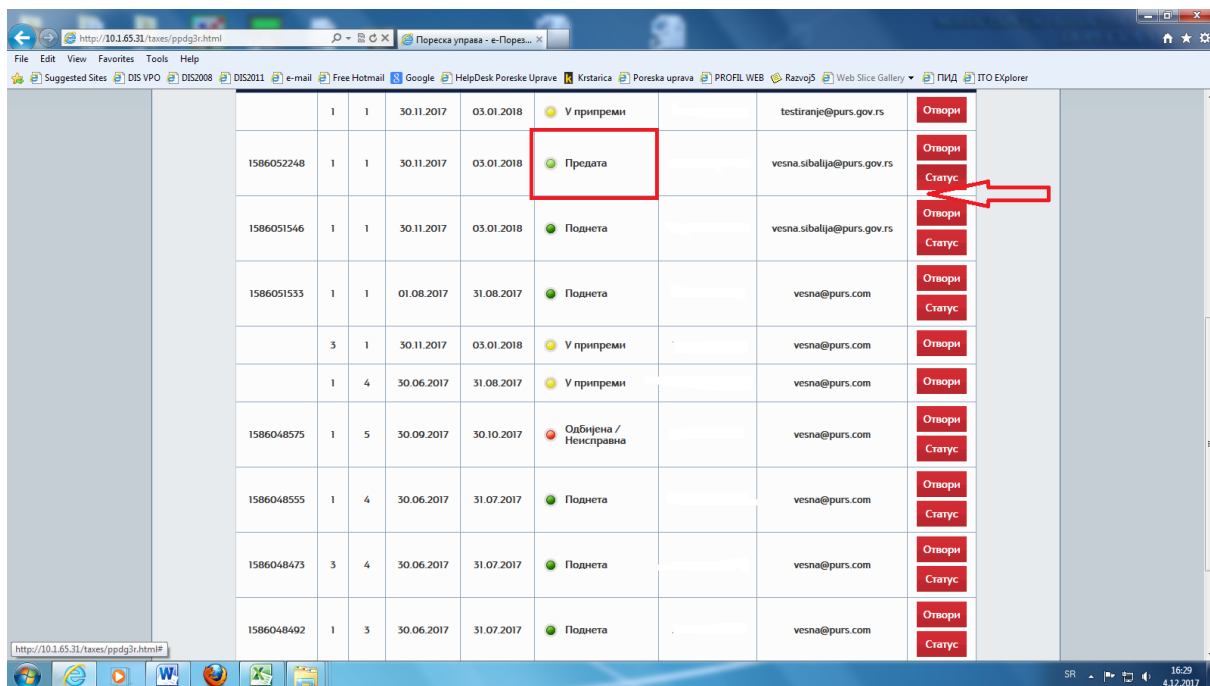 http://10.1.65.31/taxes/ppdg3r.html
Пореска управа - е-Порез...
File Edit View Favorites Tools Help
Suggested Sites DIS VPO DIS2008 DIS2011 e-mail Free Hotmail Google HelpDesk Poreske Uprave Krstarica Poreska uprava PROFIL WEB Razvoj5 Web Slice Gallery ПИД ITO EXplorer
1 1 30.11.2017 03.01.2018 У припреми testiranje@purs.gov.rs Отвори
Отвори
1586052248 1 1 30.11.2017 03.01.2018 Предата vesna.sibalija@purs.gov.rs
Статус
Отвори
1586051546 1 1 30.11.2017 03.01.2018 Поднета vesna.sibalija@purs.gov.rs
Статус
Отвори
1586051533 1 1 01.08.2017 31.08.2017 Поднета vesna@purs.com
Статус
3 1 30.11.2017 03.01.2018 У припреми vesna@purs.com Отвори
1 4 30.06.2017 31.08.2017 У припреми vesna@purs.com Отвори
Отвори
1586048575 1 5 30.09.2017 30.10.2017 Одбијена / Неисправна vesna@purs.com
Статус
Отвори
1586048555 1 4 30.06.2017 31.07.2017 Поднета vesna@purs.com
Статус
Отвори
1586048473 3 4 30.06.2017 31.07.2017 Поднета vesna@purs.com
Статус
Отвори
1586048492 1 3 30.06.2017 31.07.2017 Поднета vesna@purs.com
Статус
http://10.1.65.31/taxes/ppdg3r.html#
SR 16:29
4.12.2017